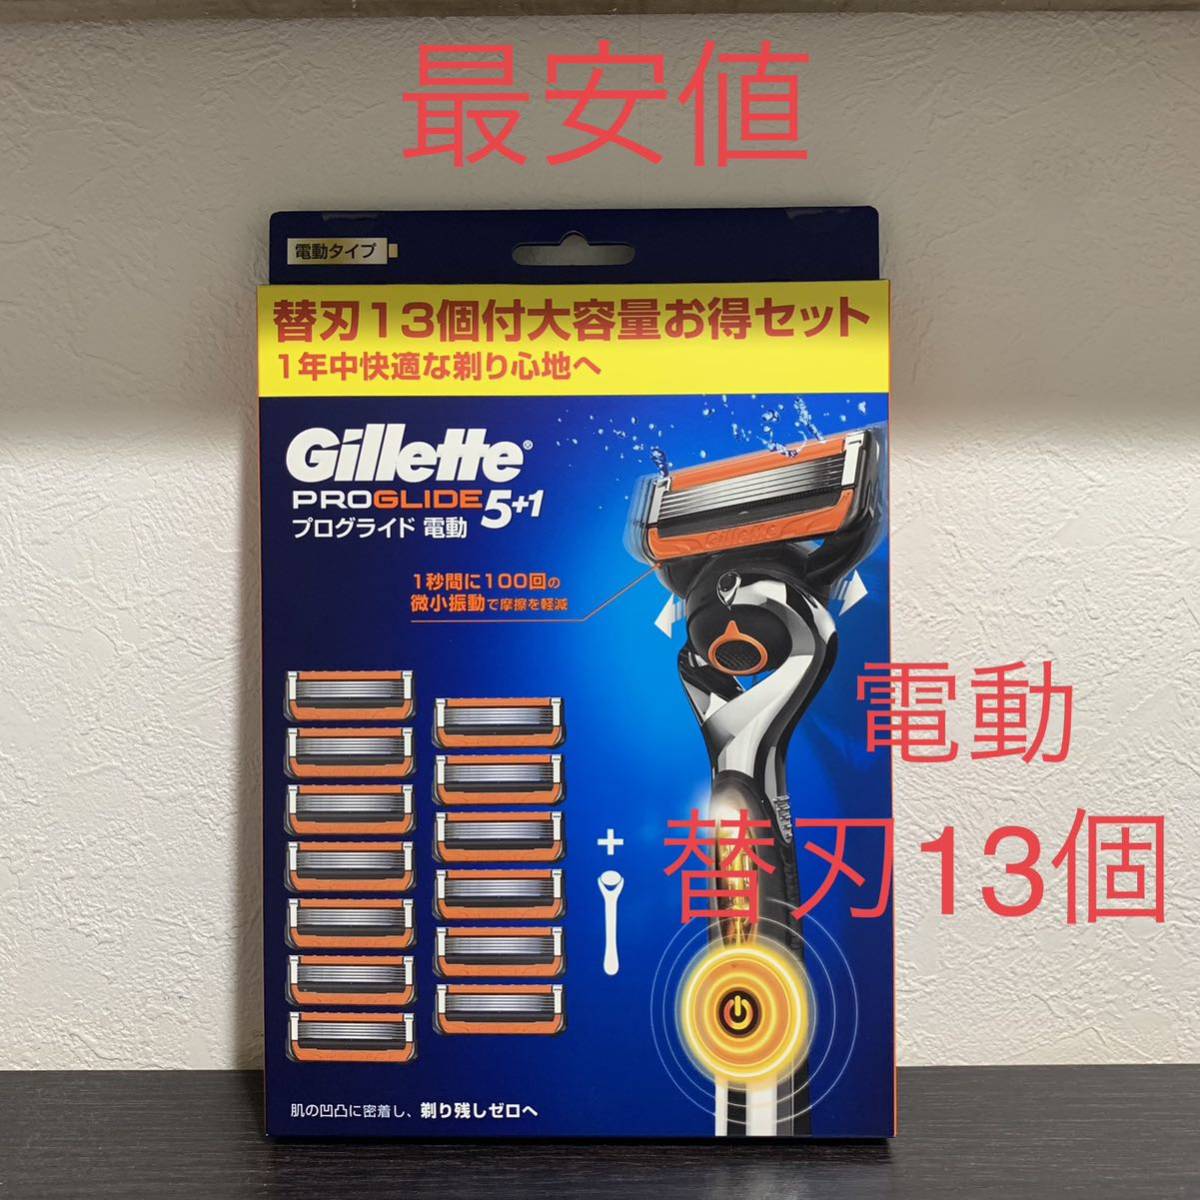 最安値
電動タイプ
替刃13個付大容量お得セット
1年中快適な剃り心地へ
Gillette®
PROGLIDE 5+1
プログライド 電動
1秒間に100回の
微小振動で摩擦を軽減
Gillette
電動
替刃13個
+
肌の凹凸に密着し、剃り残しゼロへ